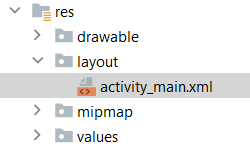 res
drawable
layout
activity_main.xml
mipmap
values